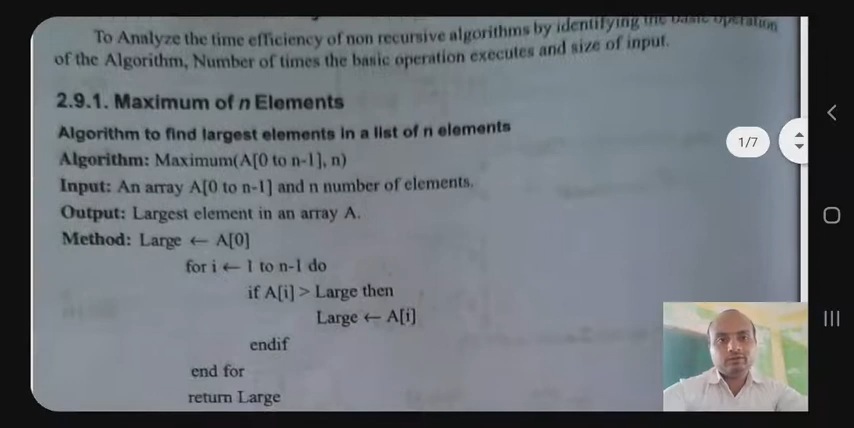 To Analyze the time efficiency of non recursive algorithms by identifying the basic operation
of the Algorithm, Number of times the basic operation executes and size of input.
2.9.1. Maximum of n Elements
Algorithm to find largest elements in a list of n elements
Algorithm: Maximum(A[0 to n-1], n)
Input: An array A[0 to n-1] and n number of elements.
Output: Largest element in an array A.
Method: Large ← A[0]
for i ← 1 to n-1 do
if A[i] > Large then
Large ← A[i]
endif
end for
return Large
1/7